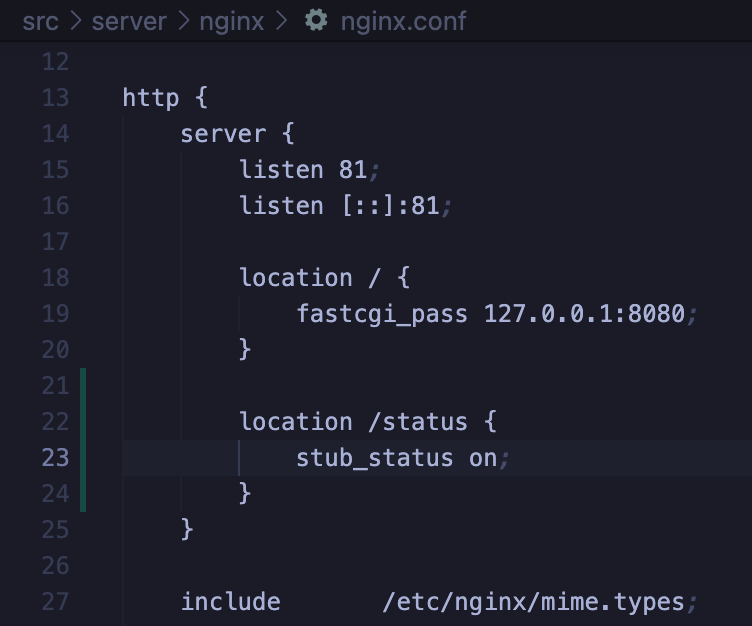 src > server > nginx > nginx.conf
12
13 http {
14 server {
15 listen 81;
16 listen [::]:81;
17
18 location / {
19 fastcgi_pass 127.0.0.1:8080;
20 }
21
22 location /status {
23 stub_status on;
24 }
25 }
26
27 include /etc/nginx/mime.types;